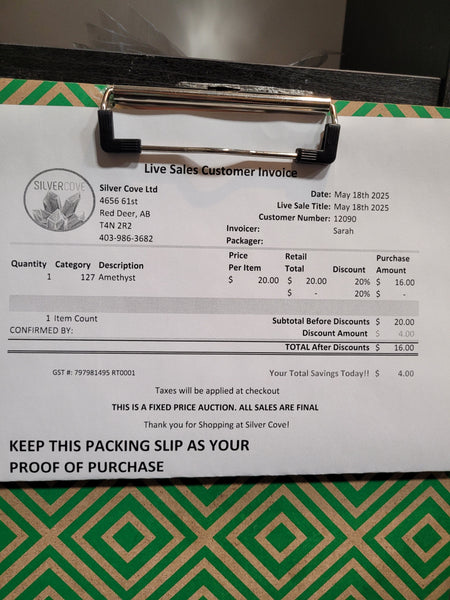 Live Sales Customer Invoice
SILVERCOVE
Silver Cove Ltd
4656 61st
Red Deer, AB
T4N 2R2
403-986-3682
Date: May 18th 2025
Live Sale Title: May 18th 2025
Customer Number: 12090
Invoicer: Sarah
Packager:
Quantity Category Description Price Per Item Retail Total Discount Purchase Amount
1 127 Amethyst $ 20.00 $ 20.00 20% $ 16.00
$ - 20% $ -
1 Item Count Subtotal Before Discounts $ 20.00
CONFIRMED BY: Discount Amount $ 4.00
TOTAL After Discounts $ 16.00
GST #: 797981495 RT0001 Your Total Savings Today!! $ 4.00
Taxes will be applied at checkout
THIS IS A FIXED PRICE AUCTION. ALL SALES ARE FINAL
Thank you for Shopping at Silver Cove!
KEEP THIS PACKING SLIP AS YOUR
PROOF OF PURCHASE